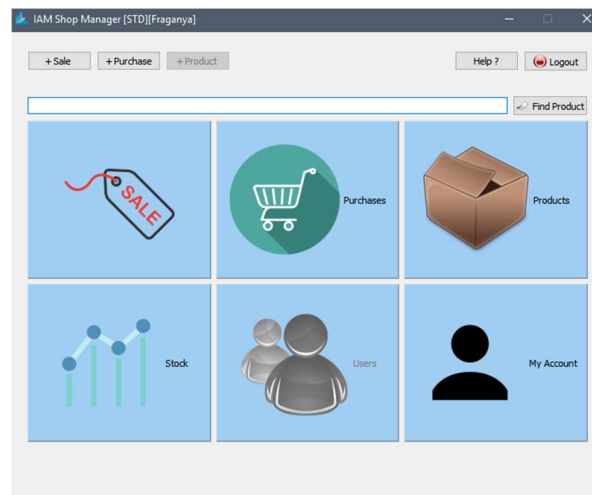 IAM Shop Manager [STD][Fraganya]
+ Sale + Purchase + Product Help ? Logout
Find Product
SALE
Purchases
Products
Stock
Users
My Account